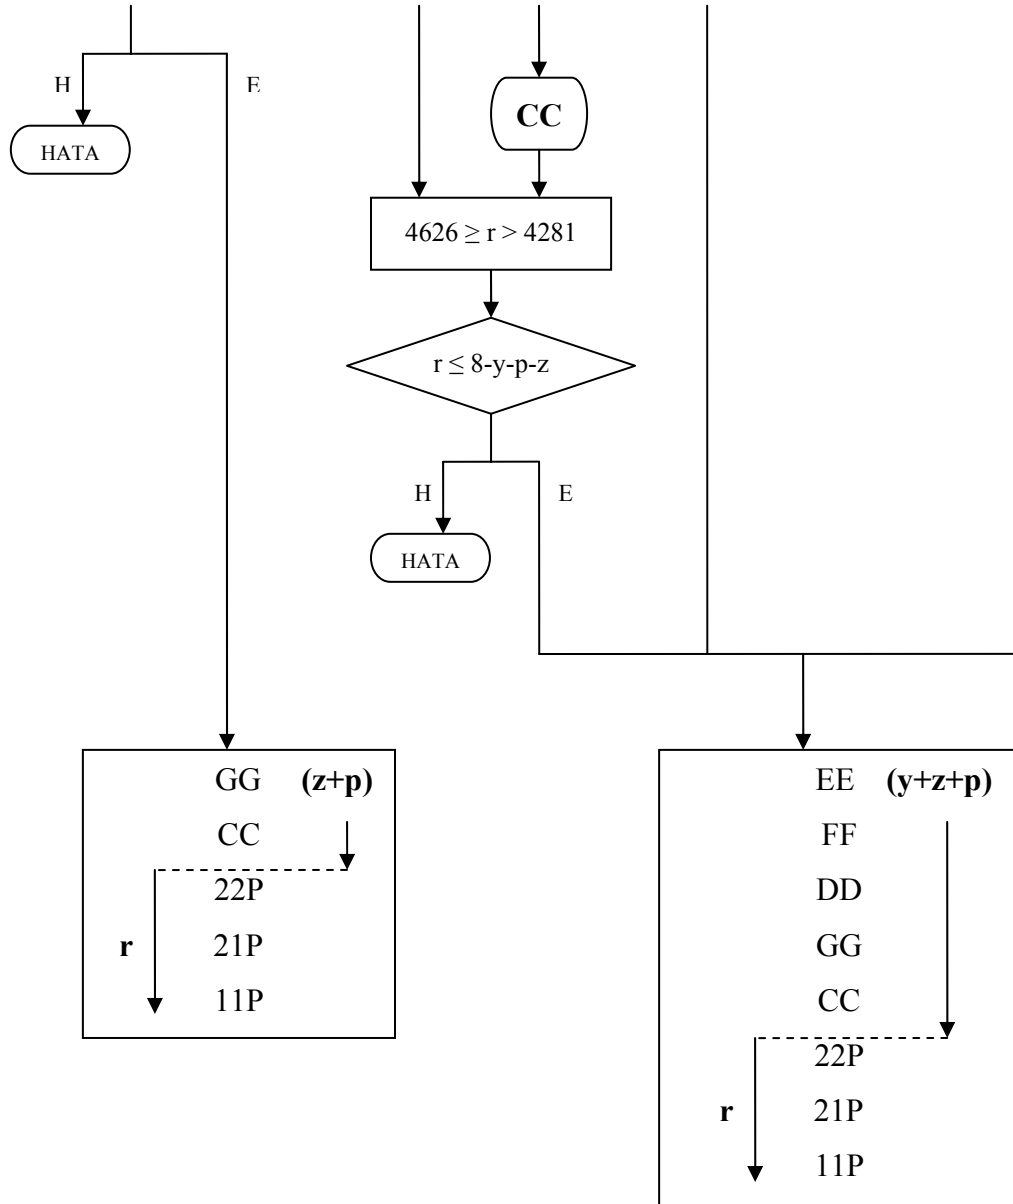 H E
HATA
CC
4626 ≥ r > 4281
r ≤ 8-y-p-z
H E
HATA
GG (z+p)
CC
22P
r 21P
11P
EE (y+z+p)
FF
DD
GG
CC
22P
r 21P
11P